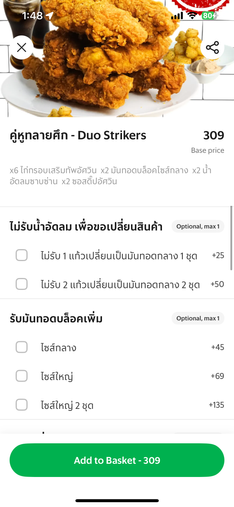 1:48
80
คู่หูทลายศึก - Duo Strikers
309
Base price
x6 ไก่กรอบเสริมทัพอัศวิน x2 มันทอดบล็อคไซส์กลาง x2 น้ำ
อัดลมซาบซ่าน x2 ซอสดิ๊ปอัศวิน
ไม่รับน้ำอัดลม เพื่อขอเปลี่ยนสินค้า
Optional, max 1
ไม่รับ 1 แก้วเปลี่ยนเป็นมันทอดกลาง 1 ชุด
+25
ไม่รับ 2 แก้วเปลี่ยนเป็นมันทอดกลาง 2 ชุด
+50
รับมันทอดบล็อคเพิ่ม
Optional, max 1
ไซส์กลาง
+45
ไซส์ใหญ่
+69
ไซส์ใหญ่ 2 ชุด
+135
Add to Basket - 309